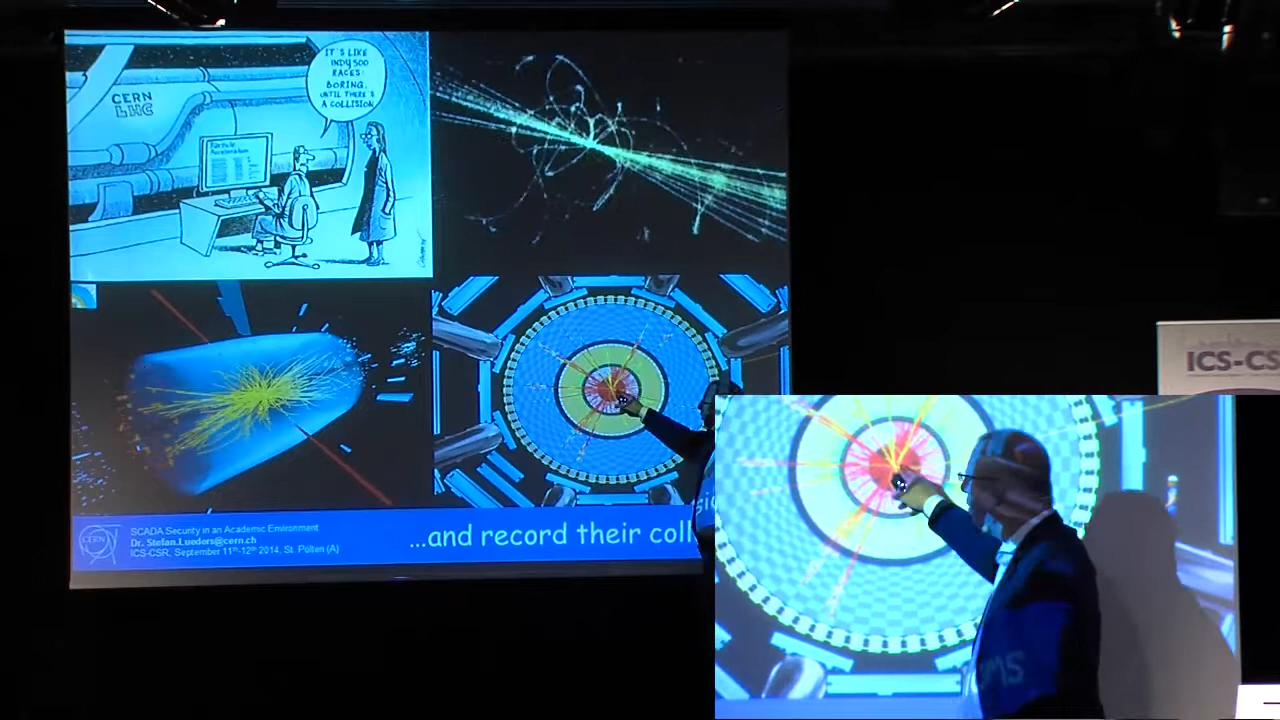 IT'S LIKE
INDY 500
RACES:
BORING,
UNTIL THERE'S
A COLLISION
CERN
LHC
CERN
SCADA Security in an Academic Environment
Dr. Stefan.Lueders@cern.ch
ICS-CSR, September 11th-12th 2014, St. Pölten (A)
...and record their coll
ICS-CS